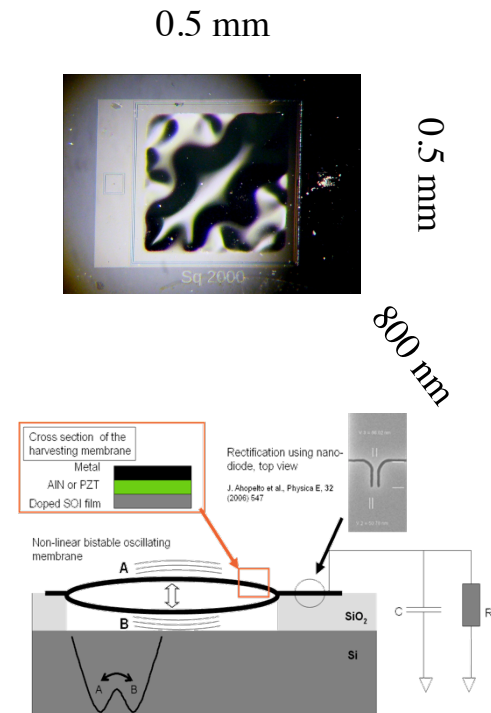 0.5 mm
0.5 mm
Sq 2000
800 nm
Cross section of the
harvesting membrane
Metal
AlN or PZT
Doped SOI film
Rectification using nano-
diode, top view
J. Ahopelto et al., Physica E, 32
(2006) 547
Non-linear bistable oscillating
membrane
A
B
SiO2
Si
A
B
C
R